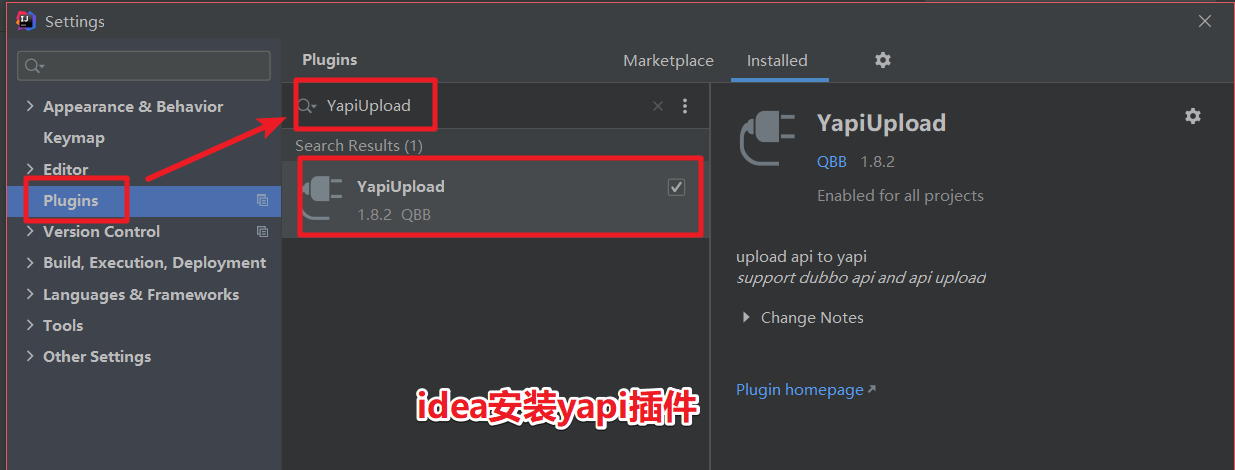 Settings
Appearance & Behavior
Keymap
Editor
Plugins
Version Control
Build, Execution, Deployment
Languages & Frameworks
Tools
Other Settings
Plugins
Marketplace
Installed
YapiUpload
Search Results (1)
YapiUpload
1.8.2 QBB
YapiUpload
QBB 1.8.2
Enabled for all projects
upload api to yapi
support dubbo api and api upload
Change Notes
Plugin homepage
idea安装yapi插件